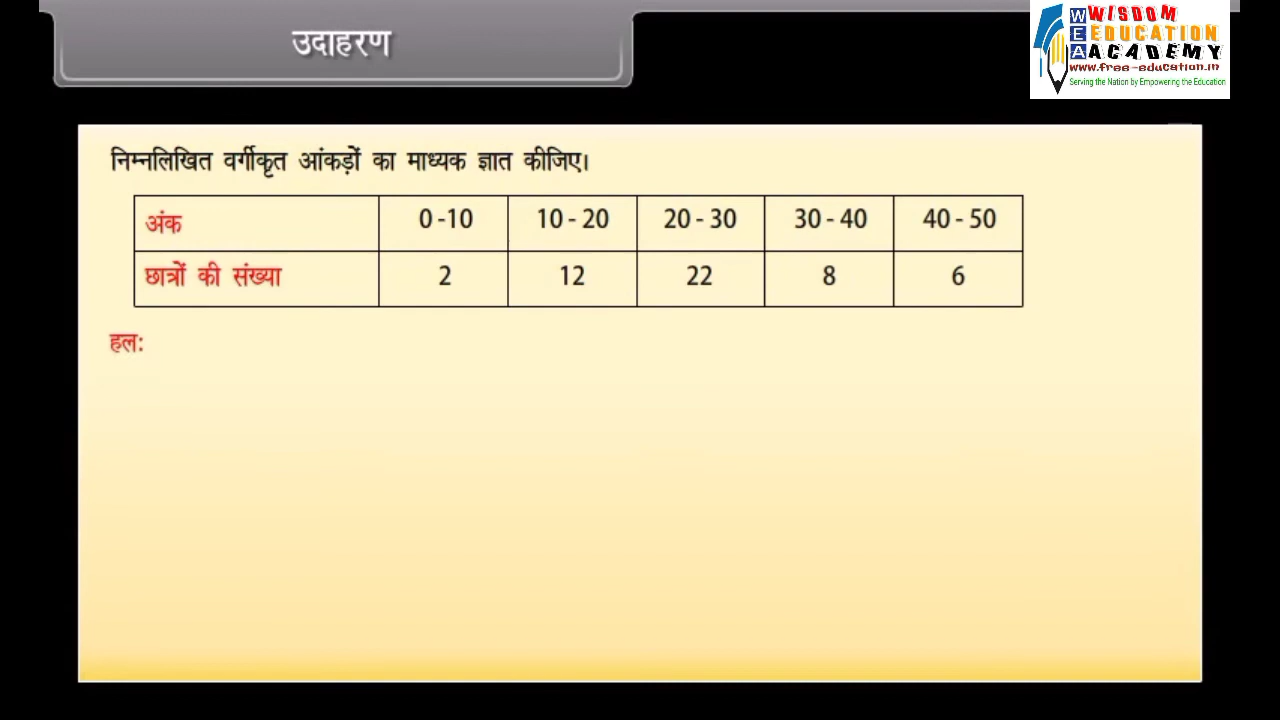 उदाहरण
WISDOM
EDUCATION
ACADEMY
WEA
www.free-education.in
Serving the Nation by Empowering the Education
निम्नलिखित वर्गीकृत आंकड़ों का माध्यक ज्ञात कीजिए।
अंक 0 -10 10 - 20 20 - 30 30 - 40 40 - 50
छात्रों की संख्या 2 12 22 8 6
हल: